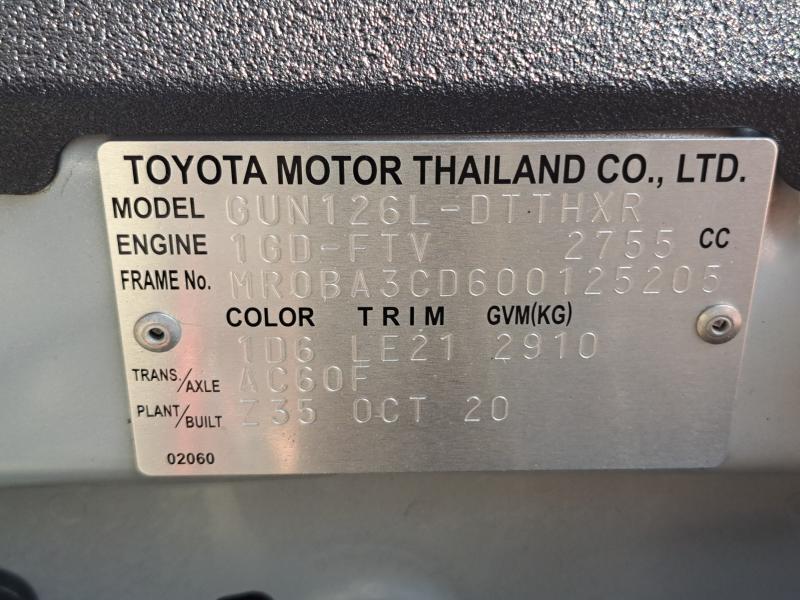 TOYOTA MOTOR THAILAND CO., LTD.
MODEL GUN126L-DTTHXR
ENGINE 1GD-FTV 2755 CC
FRAME No. MR0BA3CD600125205
COLOR TRIM GVM(KG)
1D6 LE21 2910
TRANS./AXLE AC60F
PLANT/BUILT Z35 OCT 20
02060